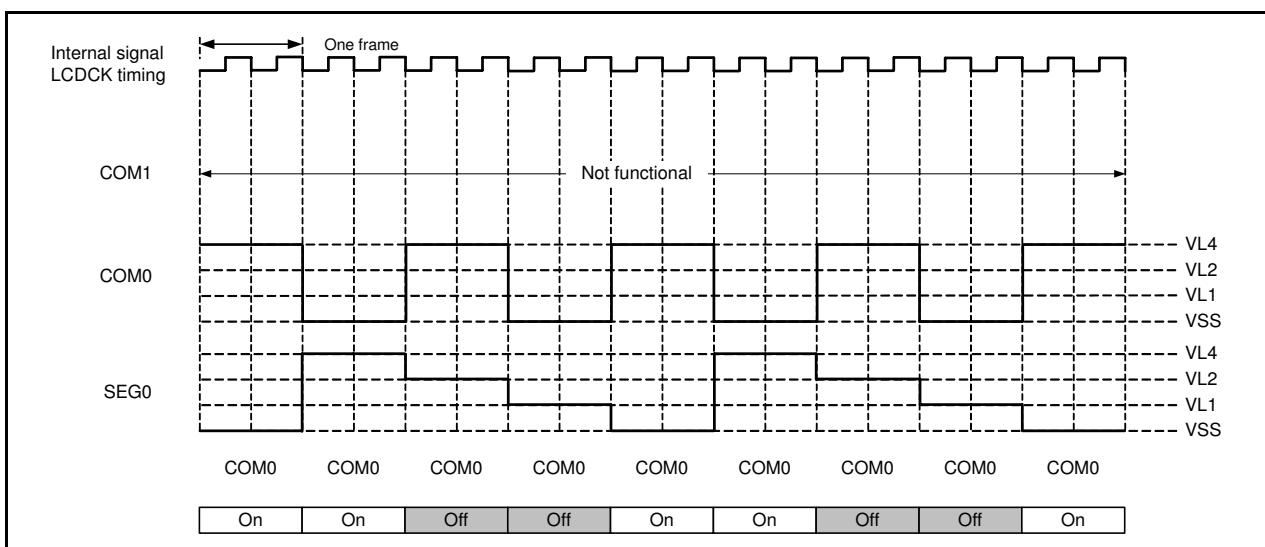 Internal signal
LCDCK timing
One frame
COM1
Not functional
COM0
VL4
VL2
VL1
VSS
SEG0
VL4
VL2
VL1
VSS
COM0 COM0 COM0 COM0 COM0 COM0 COM0 COM0 COM0
On On Off Off On On Off Off On